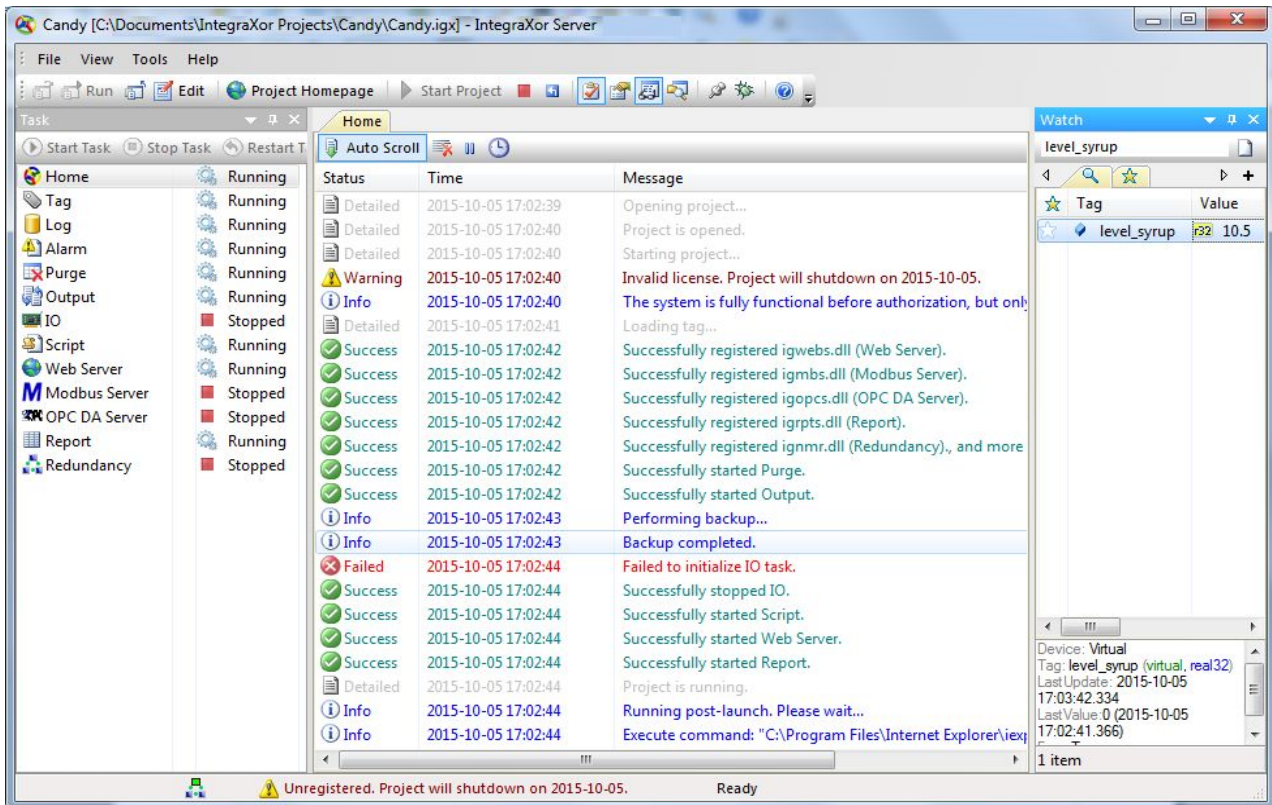 Candy [C:\Documents\IntegraXor Projects\Candy\Candy.igx] - IntegraXor Server
File View Tools Help
Run Edit Project Homepage Start Project
Task
Start Task Stop Task Restart T
Home Running
Tag Running
Log Running
Alarm Running
Purge Running
Output Running
IO Stopped
Script Running
Web Server Running
Modbus Server Stopped
OPC DA Server Stopped
Report Running
Redundancy Stopped
Home
Auto Scroll
Status Time Message
Detailed 2015-10-05 17:02:39 Opening project...
Detailed 2015-10-05 17:02:40 Project is opened.
Detailed 2015-10-05 17:02:40 Starting project...
Warning 2015-10-05 17:02:40 Invalid license. Project will shutdown on 2015-10-05.
Info 2015-10-05 17:02:40 The system is fully functional before authorization, but only
Detailed 2015-10-05 17:02:41 Loading tag...
Success 2015-10-05 17:02:42 Successfully registered igwebs.dll (Web Server).
Success 2015-10-05 17:02:42 Successfully registered igmbs.dll (Modbus Server).
Success 2015-10-05 17:02:42 Successfully registered igopcs.dll (OPC DA Server).
Success 2015-10-05 17:02:42 Successfully registered igrpts.dll (Report).
Success 2015-10-05 17:02:42 Successfully registered ignmr.dll (Redundancy)., and more
Success 2015-10-05 17:02:42 Successfully started Purge.
Success 2015-10-05 17:02:42 Successfully started Output.
Info 2015-10-05 17:02:43 Performing backup...
Info 2015-10-05 17:02:43 Backup completed.
Failed 2015-10-05 17:02:44 Failed to initialize IO task.
Success 2015-10-05 17:02:44 Successfully stopped IO.
Success 2015-10-05 17:02:44 Successfully started Script.
Success 2015-10-05 17:02:44 Successfully started Web Server.
Success 2015-10-05 17:02:44 Successfully started Report.
Detailed 2015-10-05 17:02:44 Project is running.
Info 2015-10-05 17:02:44 Running post-launch. Please wait...
Info 2015-10-05 17:02:44 Execute command: "C:\Program Files\Internet Explorer\iexp
Watch
level_syrup
Tag Value
level_syrup r32 10.5
Device: Virtual
Tag: level_syrup (virtual, real32)
LastUpdate: 2015-10-05
17:03:42.334
LastValue:0 (2015-10-05
17:02:41.366)
1 item
Unregistered. Project will shutdown on 2015-10-05. Ready